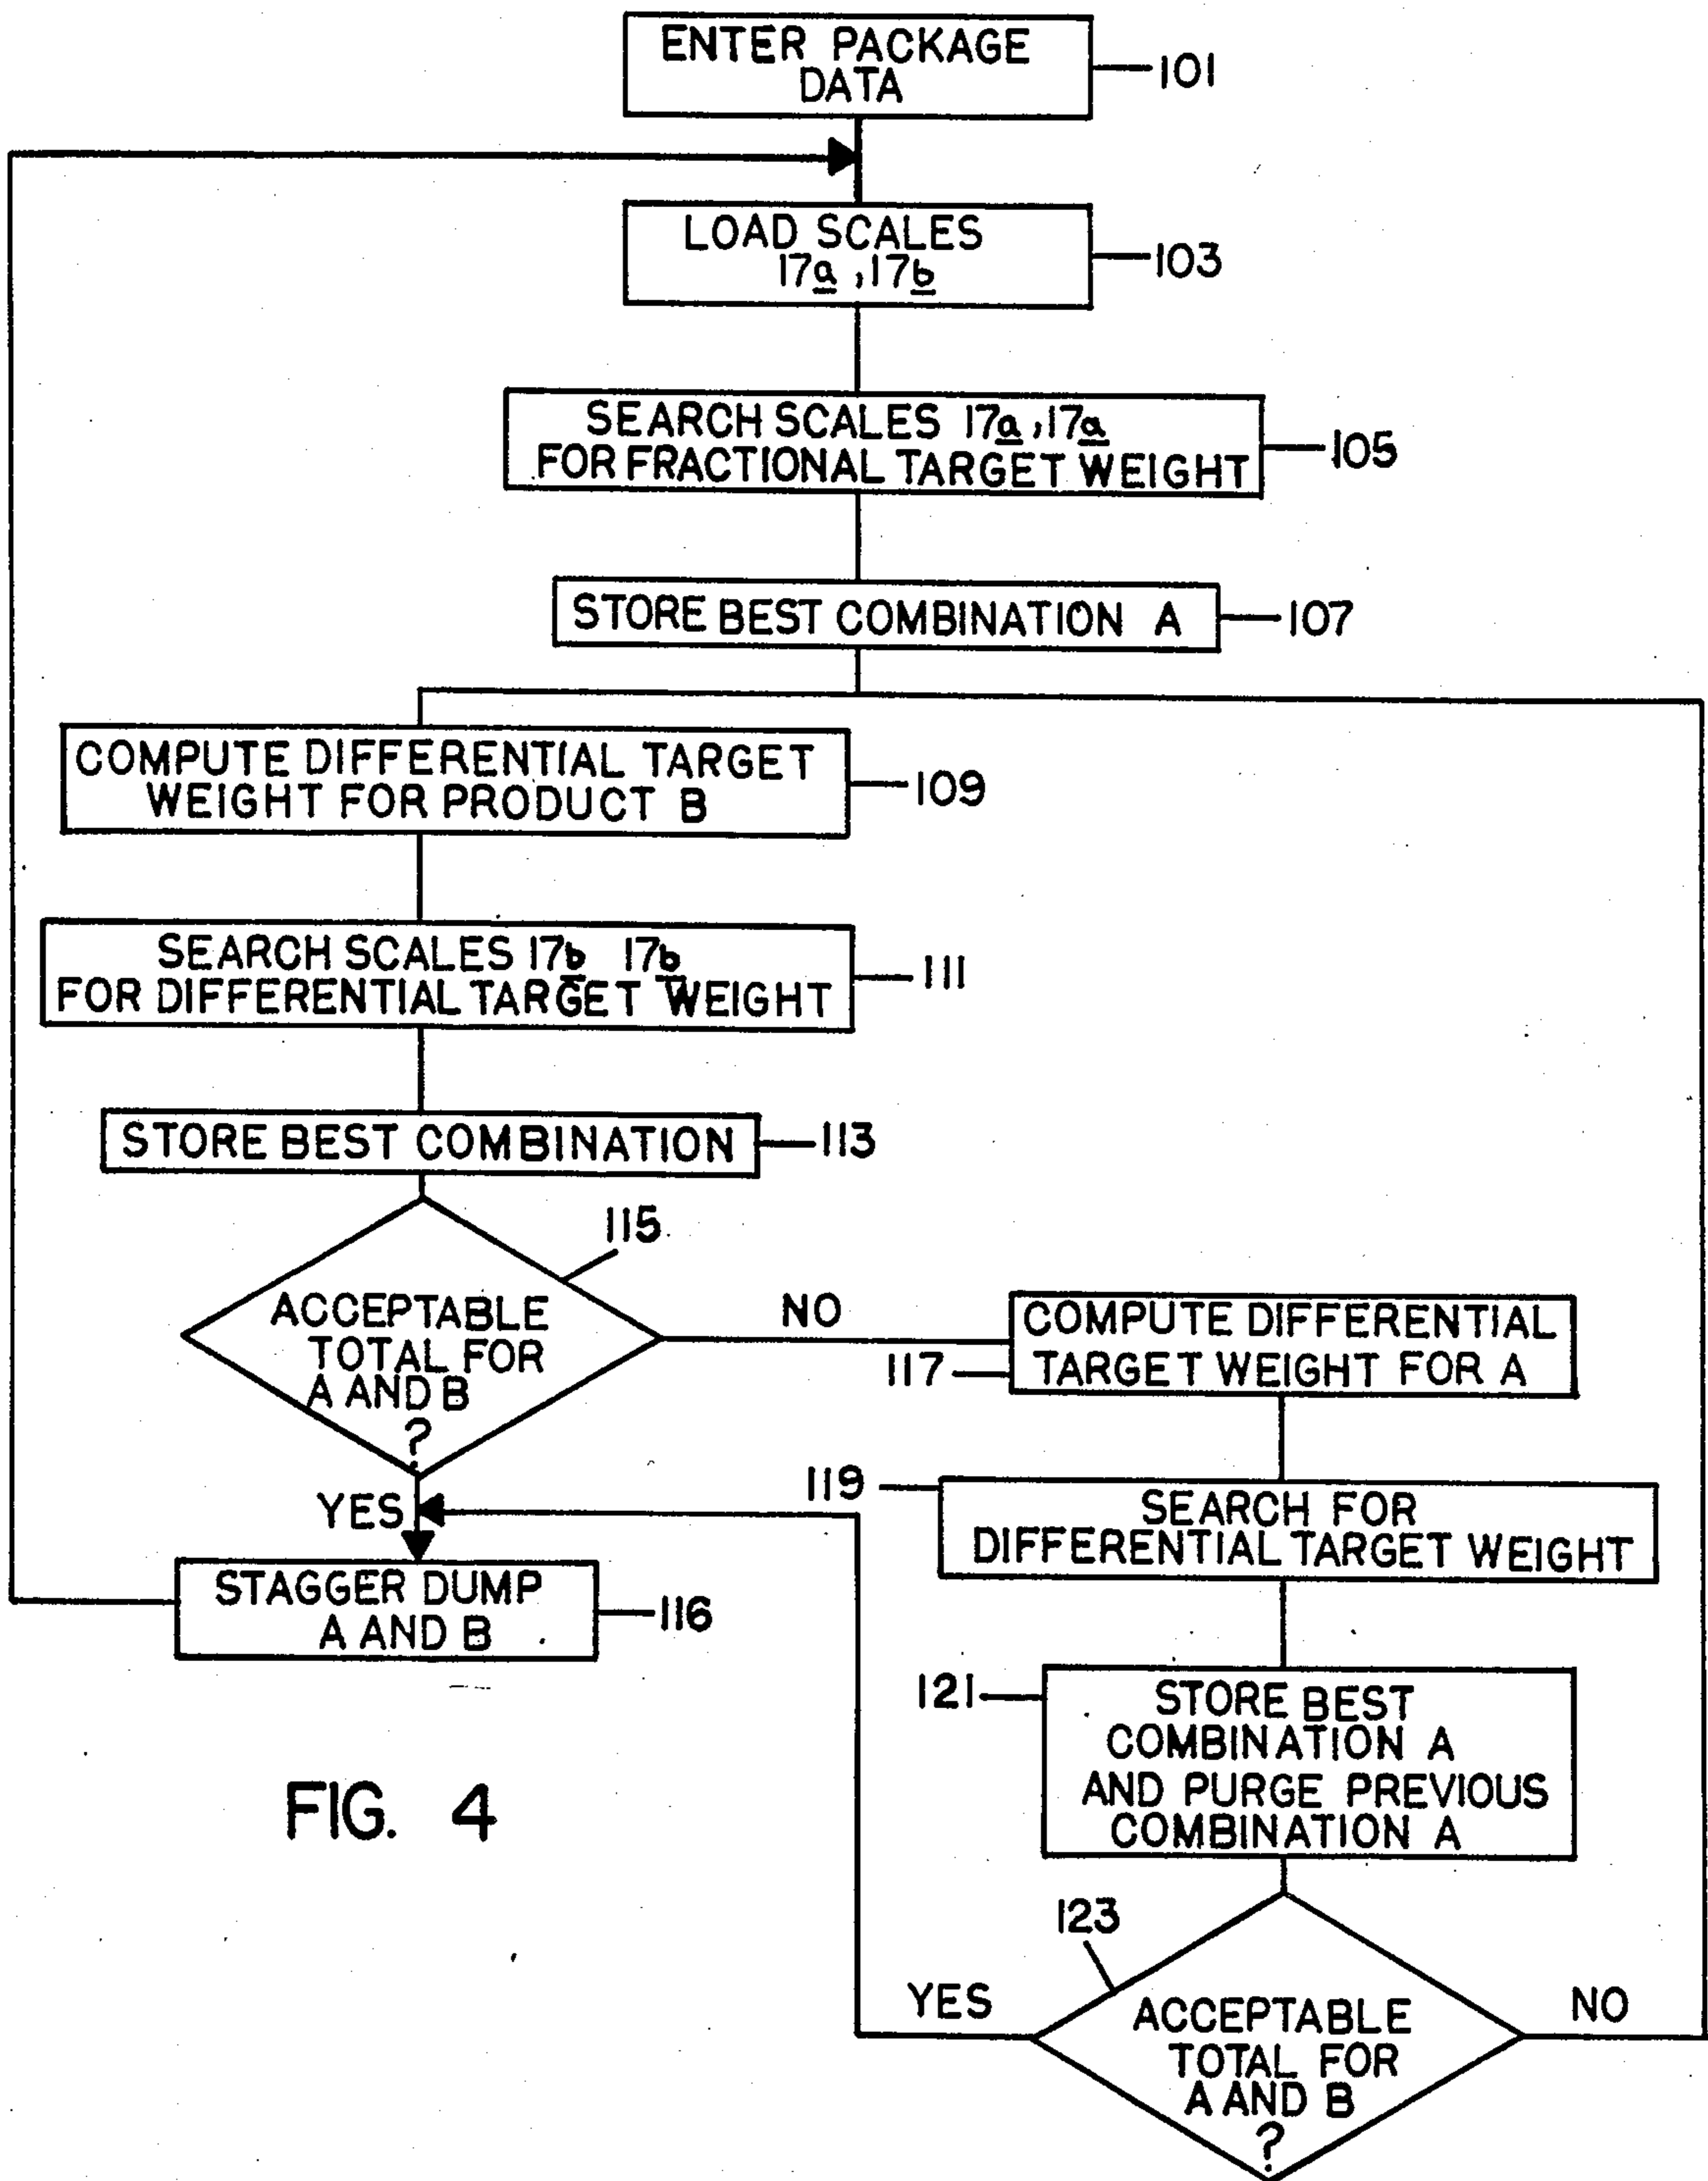 ENTER PACKAGE
DATA
101
LOAD SCALES
17a, 17b
103
SEARCH SCALES 17a, 17a
FOR FRACTIONAL TARGET WEIGHT
105
STORE BEST COMBINATION A
107
COMPUTE DIFFERENTIAL TARGET
WEIGHT FOR PRODUCT B
109
SEARCH SCALES 17b 17b
FOR DIFFERENTIAL TARGET WEIGHT
111
STORE BEST COMBINATION
113
115
ACCEPTABLE
TOTAL FOR
A AND B
?
NO
YES
COMPUTE DIFFERENTIAL
TARGET WEIGHT FOR A
117
119
SEARCH FOR
DIFFERENTIAL TARGET WEIGHT
STAGGER DUMP
A AND B
116
121
STORE BEST
COMBINATION A
AND PURGE PREVIOUS
COMBINATION A
123
YES
ACCEPTABLE
TOTAL FOR
A AND B
?
NO
FIG. 4